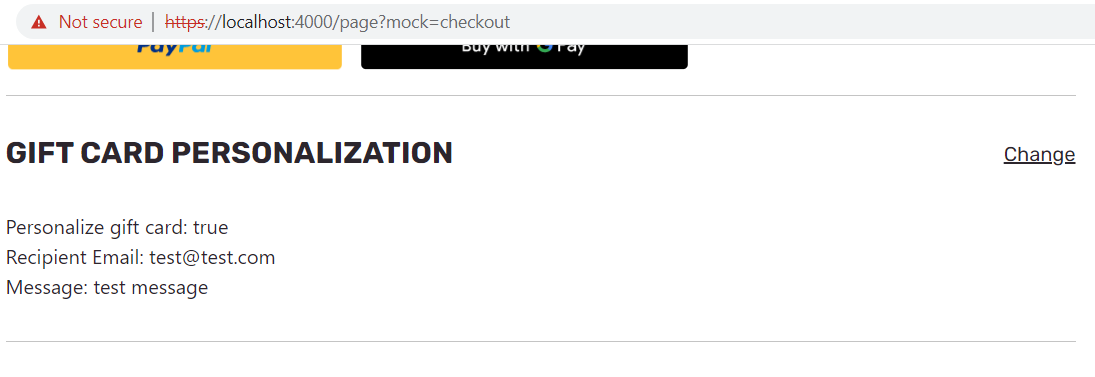 Not secure | https://localhost:4000/page?mock=checkout
PayPal Buy with G Pay
GIFT CARD PERSONALIZATION Change
Personalize gift card: true
Recipient Email: test@test.com
Message: test message